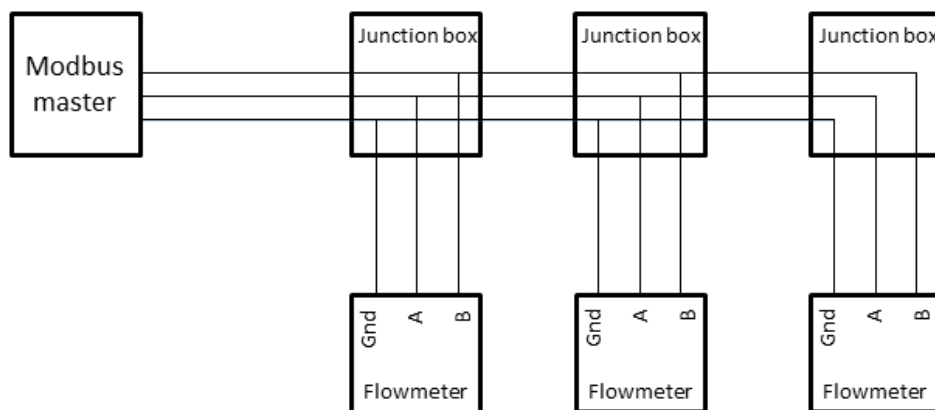 Modbus
master
Junction box
Junction box
Junction box
Gnd
A
B
Flowmeter
Gnd
A
B
Flowmeter
Gnd
A
B
Flowmeter